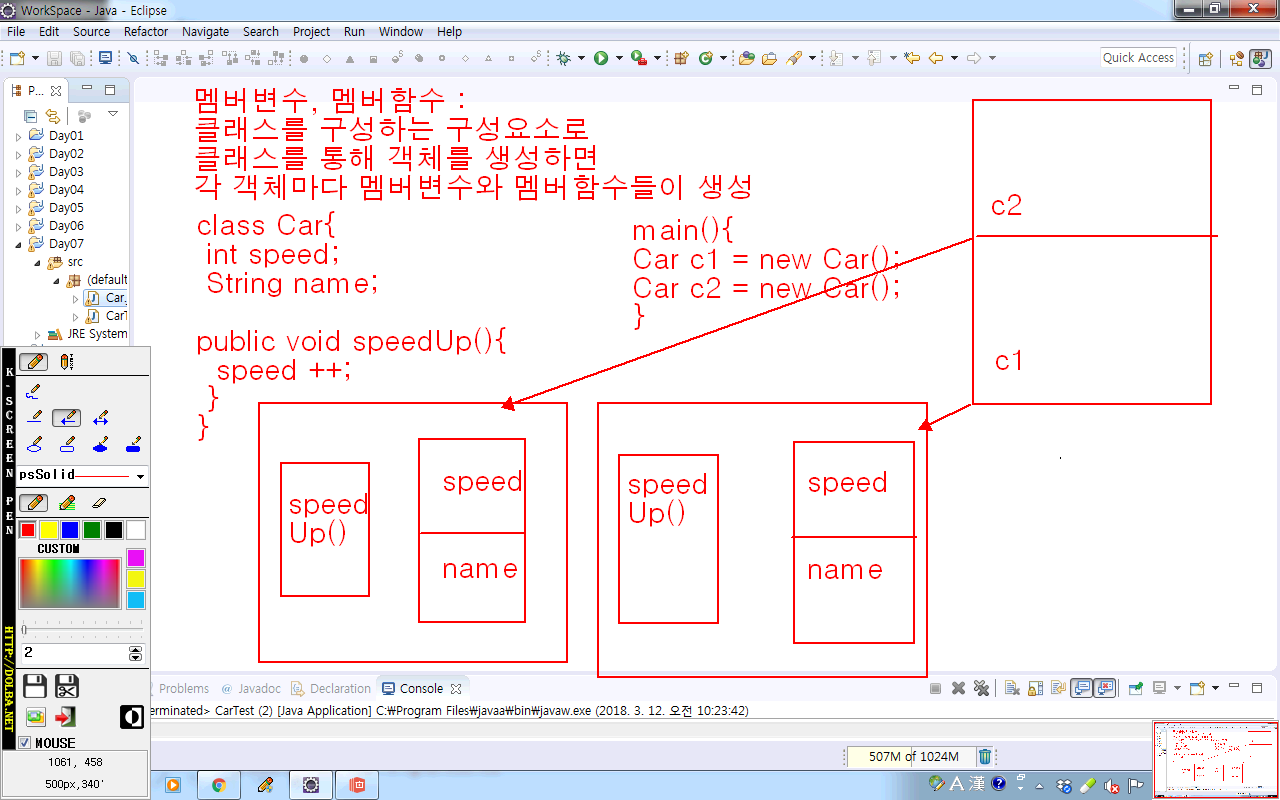 WorkSpace - Java - Eclipse
File Edit Source Refactor Navigate Search Project Run Window Help
Quick Access
P...
Day01
Day02
Day03
Day04
Day05
Day06
Day07
src
(default
Car_
CarT
JRE System
멤버변수, 멤버함수 :
클래스를 구성하는 구성요소로
클래스를 통해 객체를 생성하면
각 객체마다 멤버변수와 멤버함수들이 생성
class Car{
int speed;
String name;
public void speedUp(){
speed ++;
}
}
main(){
Car c1 = new Car();
Car c2 = new Car();
}
c2
c1
speed
Up()
speed
name
speed
Up()
speed
name
K-SCREEN PEN
HTTP://DOLBA.NET
psSolid
CUSTOM
2
MOUSE
1061, 458
500px,340'
Problems @ Javadoc Declaration Console
erminated> CarTest (2) [Java Application] C:₩Program Files₩javaa₩bin₩javaw.exe (2018. 3. 12. 오전 10:23:42)
507M of 1024M
A 漢 ?